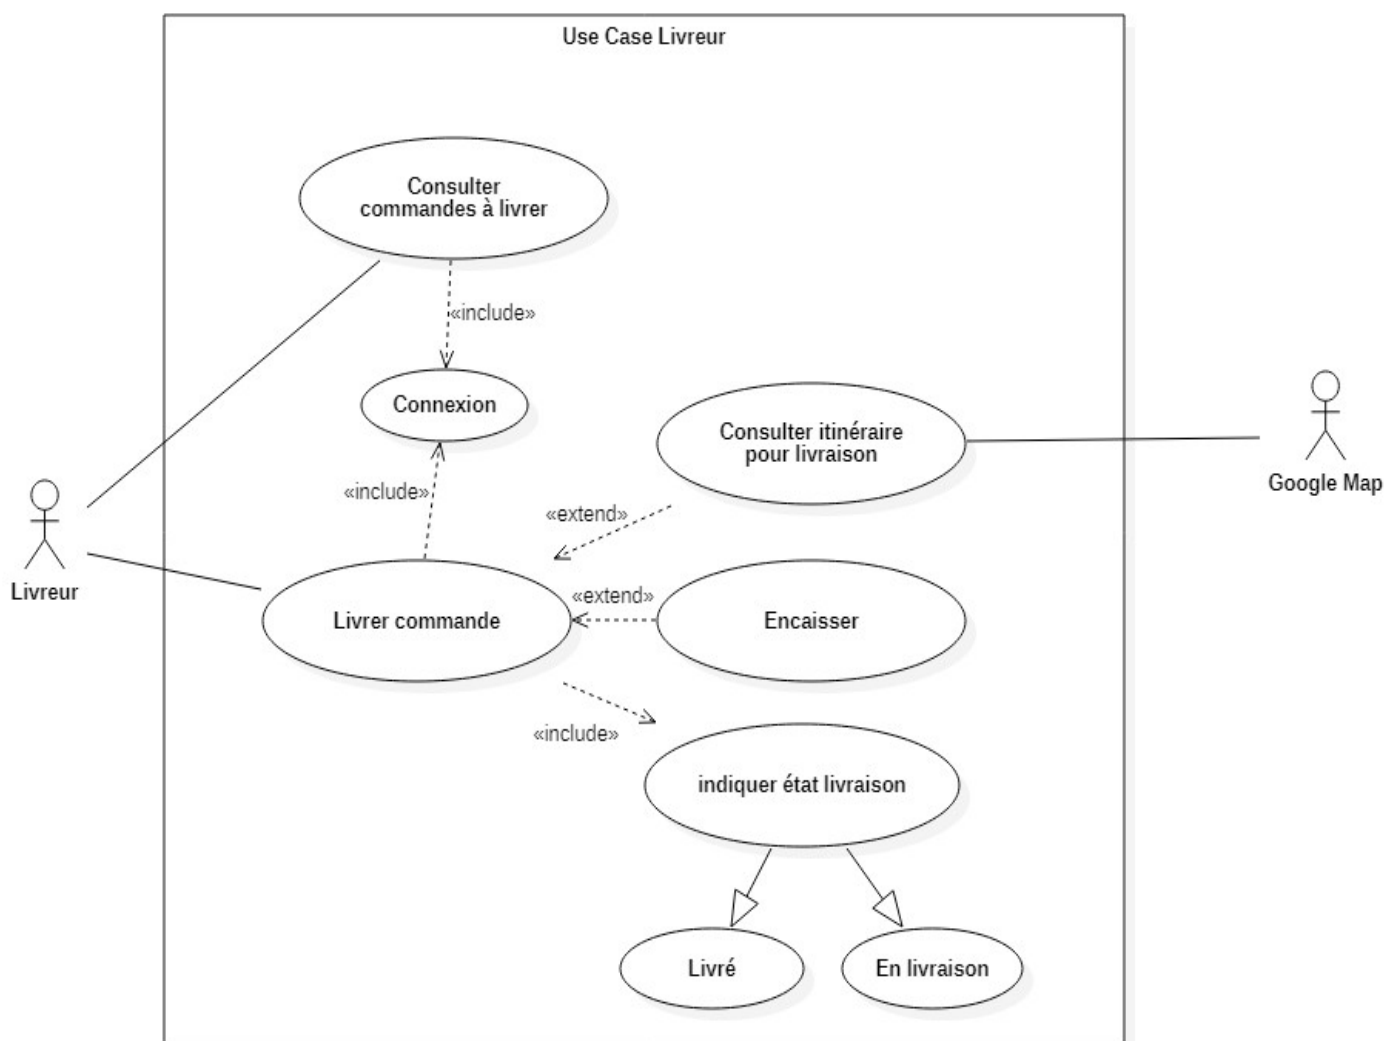 Use Case Livreur
Consulter
commandes à livrer
«include»
Connexion
Consulter itinéraire
pour livraison
Google Map
«include»
«extend»
Livreur
«extend»
Livrer commande
Encaisser
«include»
indiquer état livraison
Livré
En livraison